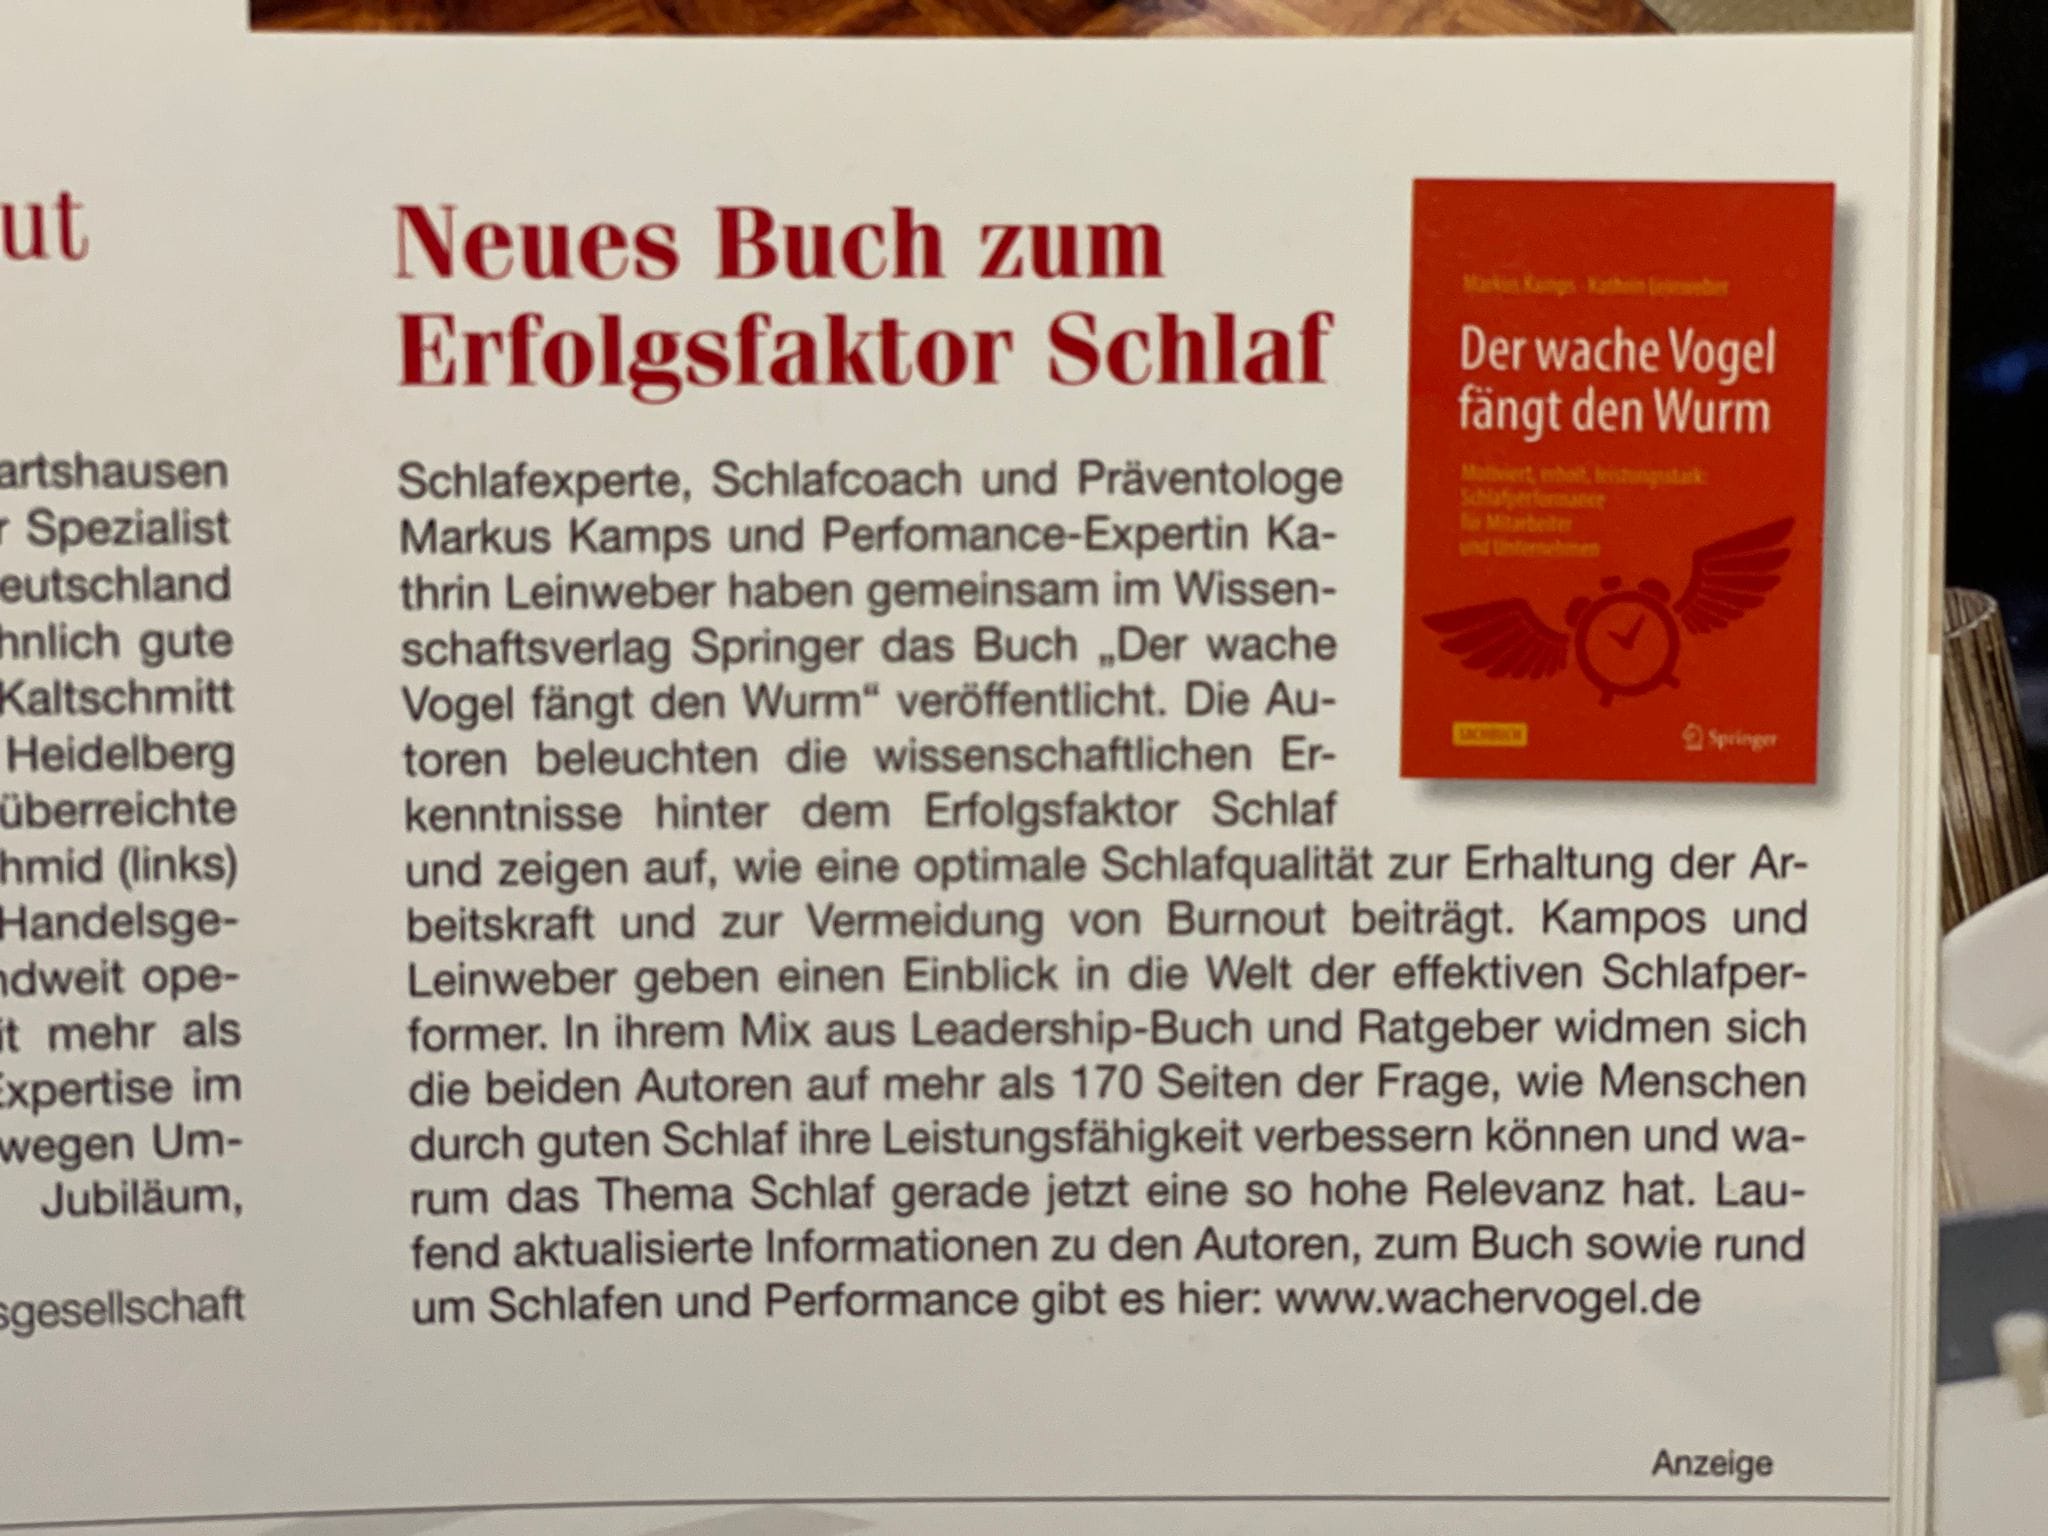 ut
artshausen
r Spezialist
eutschland
hnlich gute
Kaltschmitt
Heidelberg
überreichte
hmid (links)
Handelsge-
ndweit ope-
it mehr als
Expertise im
wegen Um-
Jubiläum,
sgesellschaft
Neues Buch zum
Erfolgsfaktor Schlaf
Schlafexperte, Schlafcoach und Präventologe
Markus Kamps und Perfomance-Expertin Ka-
thrin Leinweber haben gemeinsam im Wissen-
schaftsverlag Springer das Buch „Der wache
Vogel fängt den Wurm“ veröffentlicht. Die Au-
toren beleuchten die wissenschaftlichen Er-
kenntnisse hinter dem Erfolgsfaktor Schlaf
und zeigen auf, wie eine optimale Schlafqualität zur Erhaltung der Ar-
beitskraft und zur Vermeidung von Burnout beiträgt. Kampos und
Leinweber geben einen Einblick in die Welt der effektiven Schlafper-
former. In ihrem Mix aus Leadership-Buch und Ratgeber widmen sich
die beiden Autoren auf mehr als 170 Seiten der Frage, wie Menschen
durch guten Schlaf ihre Leistungsfähigkeit verbessern können und wa-
rum das Thema Schlaf gerade jetzt eine so hohe Relevanz hat. Lau-
fend aktualisierte Informationen zu den Autoren, zum Buch sowie rund
um Schlafen und Performance gibt es hier: www.wachervogel.de
Markus Kamps · Kathrin Leinweber
Der wache Vogel
fängt den Wurm
Motiviert, erholt, leistungsstark:
Schlafperformance
für Mitarbeiter
und Unternehmen
SACHBUCH
Springer
Anzeige